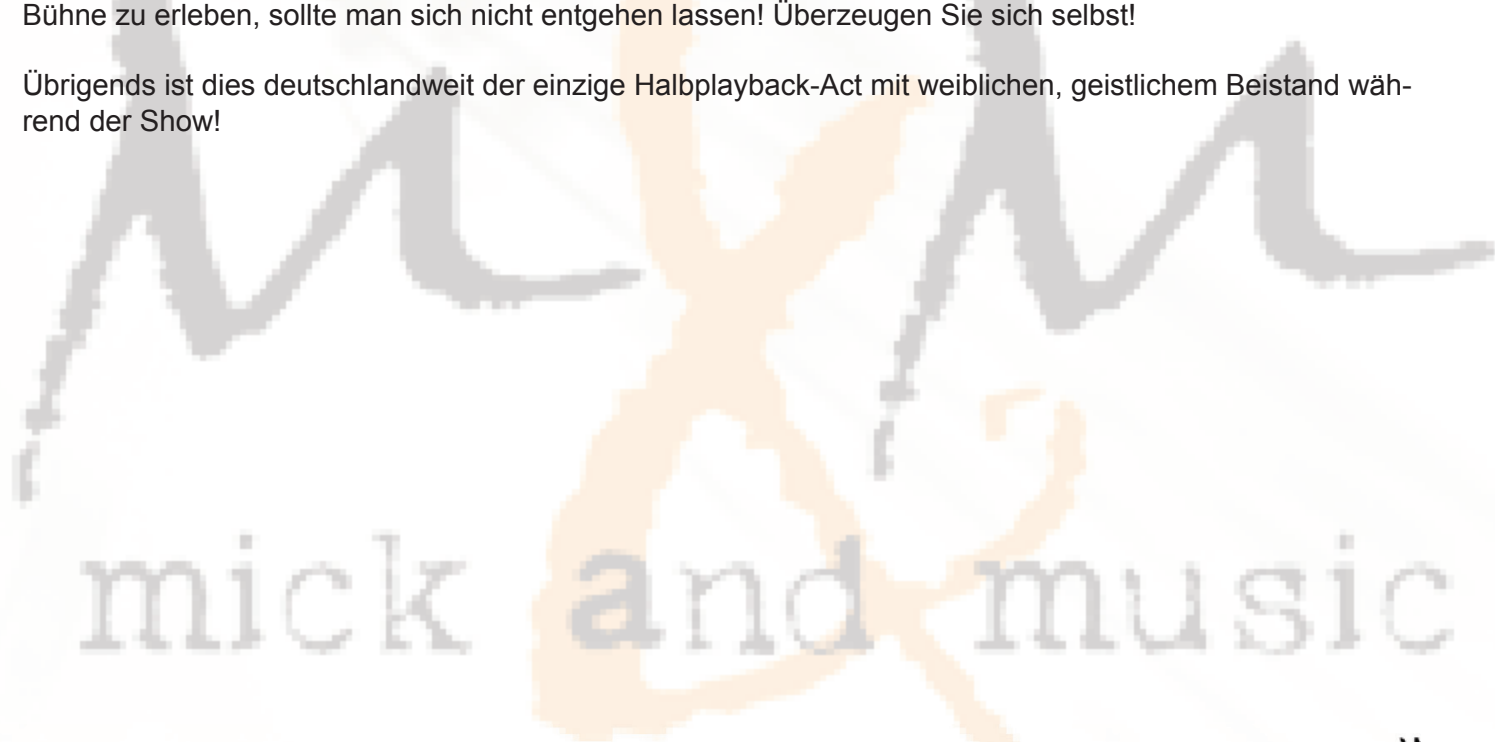 Bühne zu erleben, sollte man sich nicht entgehen lassen! Überzeugen Sie sich selbst!
Übrigends ist dies deutschlandweit der einzige Halbplayback-Act mit weiblichen, geistlichem Beistand wäh-
rend der Show!
M & M
mick and music